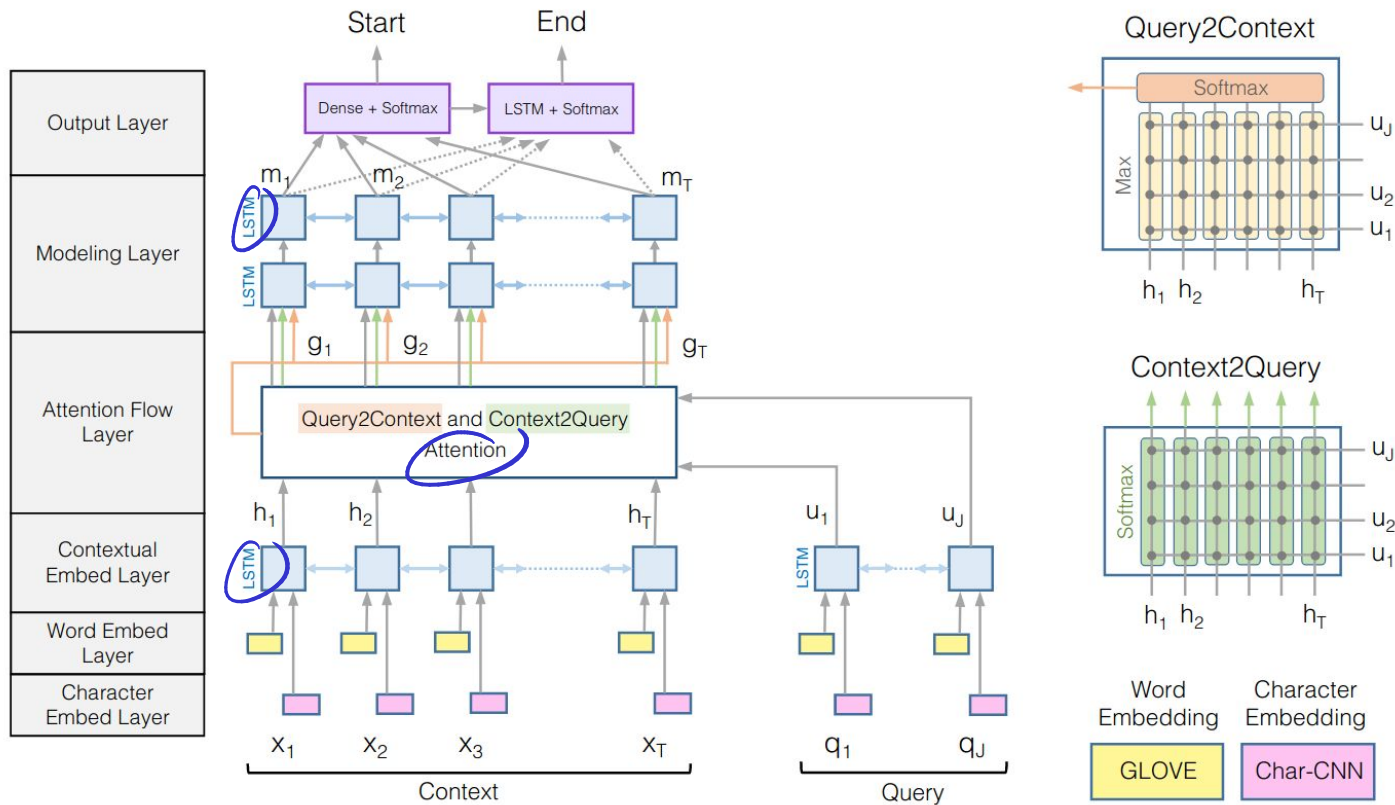 Start
End
Query2Context
Output Layer
Dense + Softmax
LSTM + Softmax
Softmax
Max
u_J
u_2
u_1
h_1
h_2
h_T
Modeling Layer
m_1
m_2
m_T
LSTM
LSTM
Attention Flow
Layer
g_1
g_2
g_T
Query2Context and Context2Query
Attention
Context2Query
Softmax
u_J
u_2
u_1
h_1
h_2
h_T
h_1
h_2
h_T
u_1
u_J
Contextual
Embed Layer
LSTM
LSTM
Word Embed
Layer
Character
Embed Layer
x_1
x_2
x_3
x_T
q_1
q_J
Context
Query
Word
Embedding
Character
Embedding
GLOVE
Char-CNN